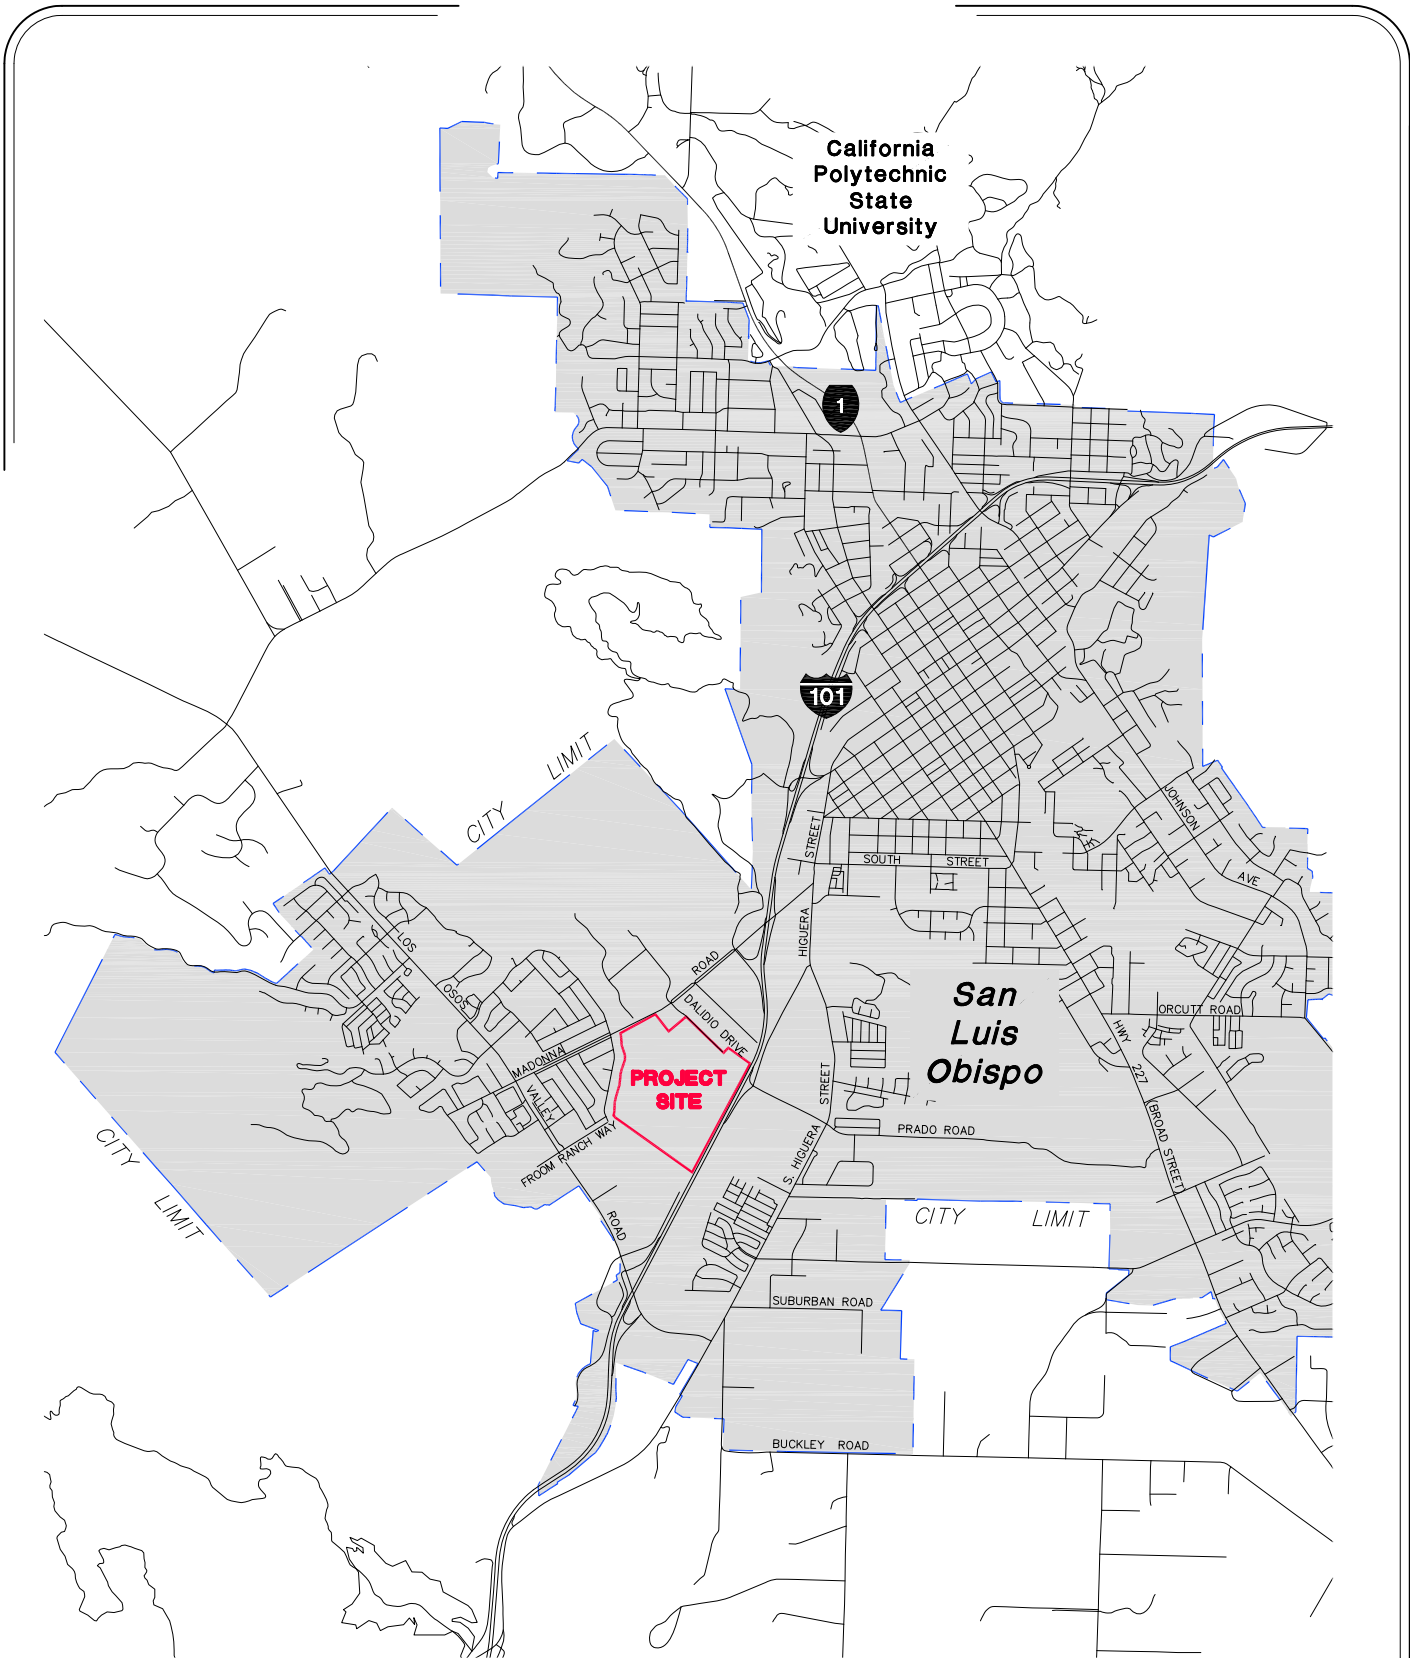 California
Polytechnic
State
University
1
101
CITY LIMIT
JOHNSON
AVE
STREET
SOUTH STREET
HIGUERA
LOS
OSOS
ROAD
DALIDIO DRIVE
San
Luis
Obispo
ORCUTT ROAD
HWY 227
MADONNA
PROJECT
SITE
VALLEY
STREET
BROAD STREET
PRADO ROAD
FROOM RANCH WAY
S. HIGUERA
CITY LIMIT
ROAD
CITY LIMIT
SUBURBAN ROAD
BUCKLEY ROAD